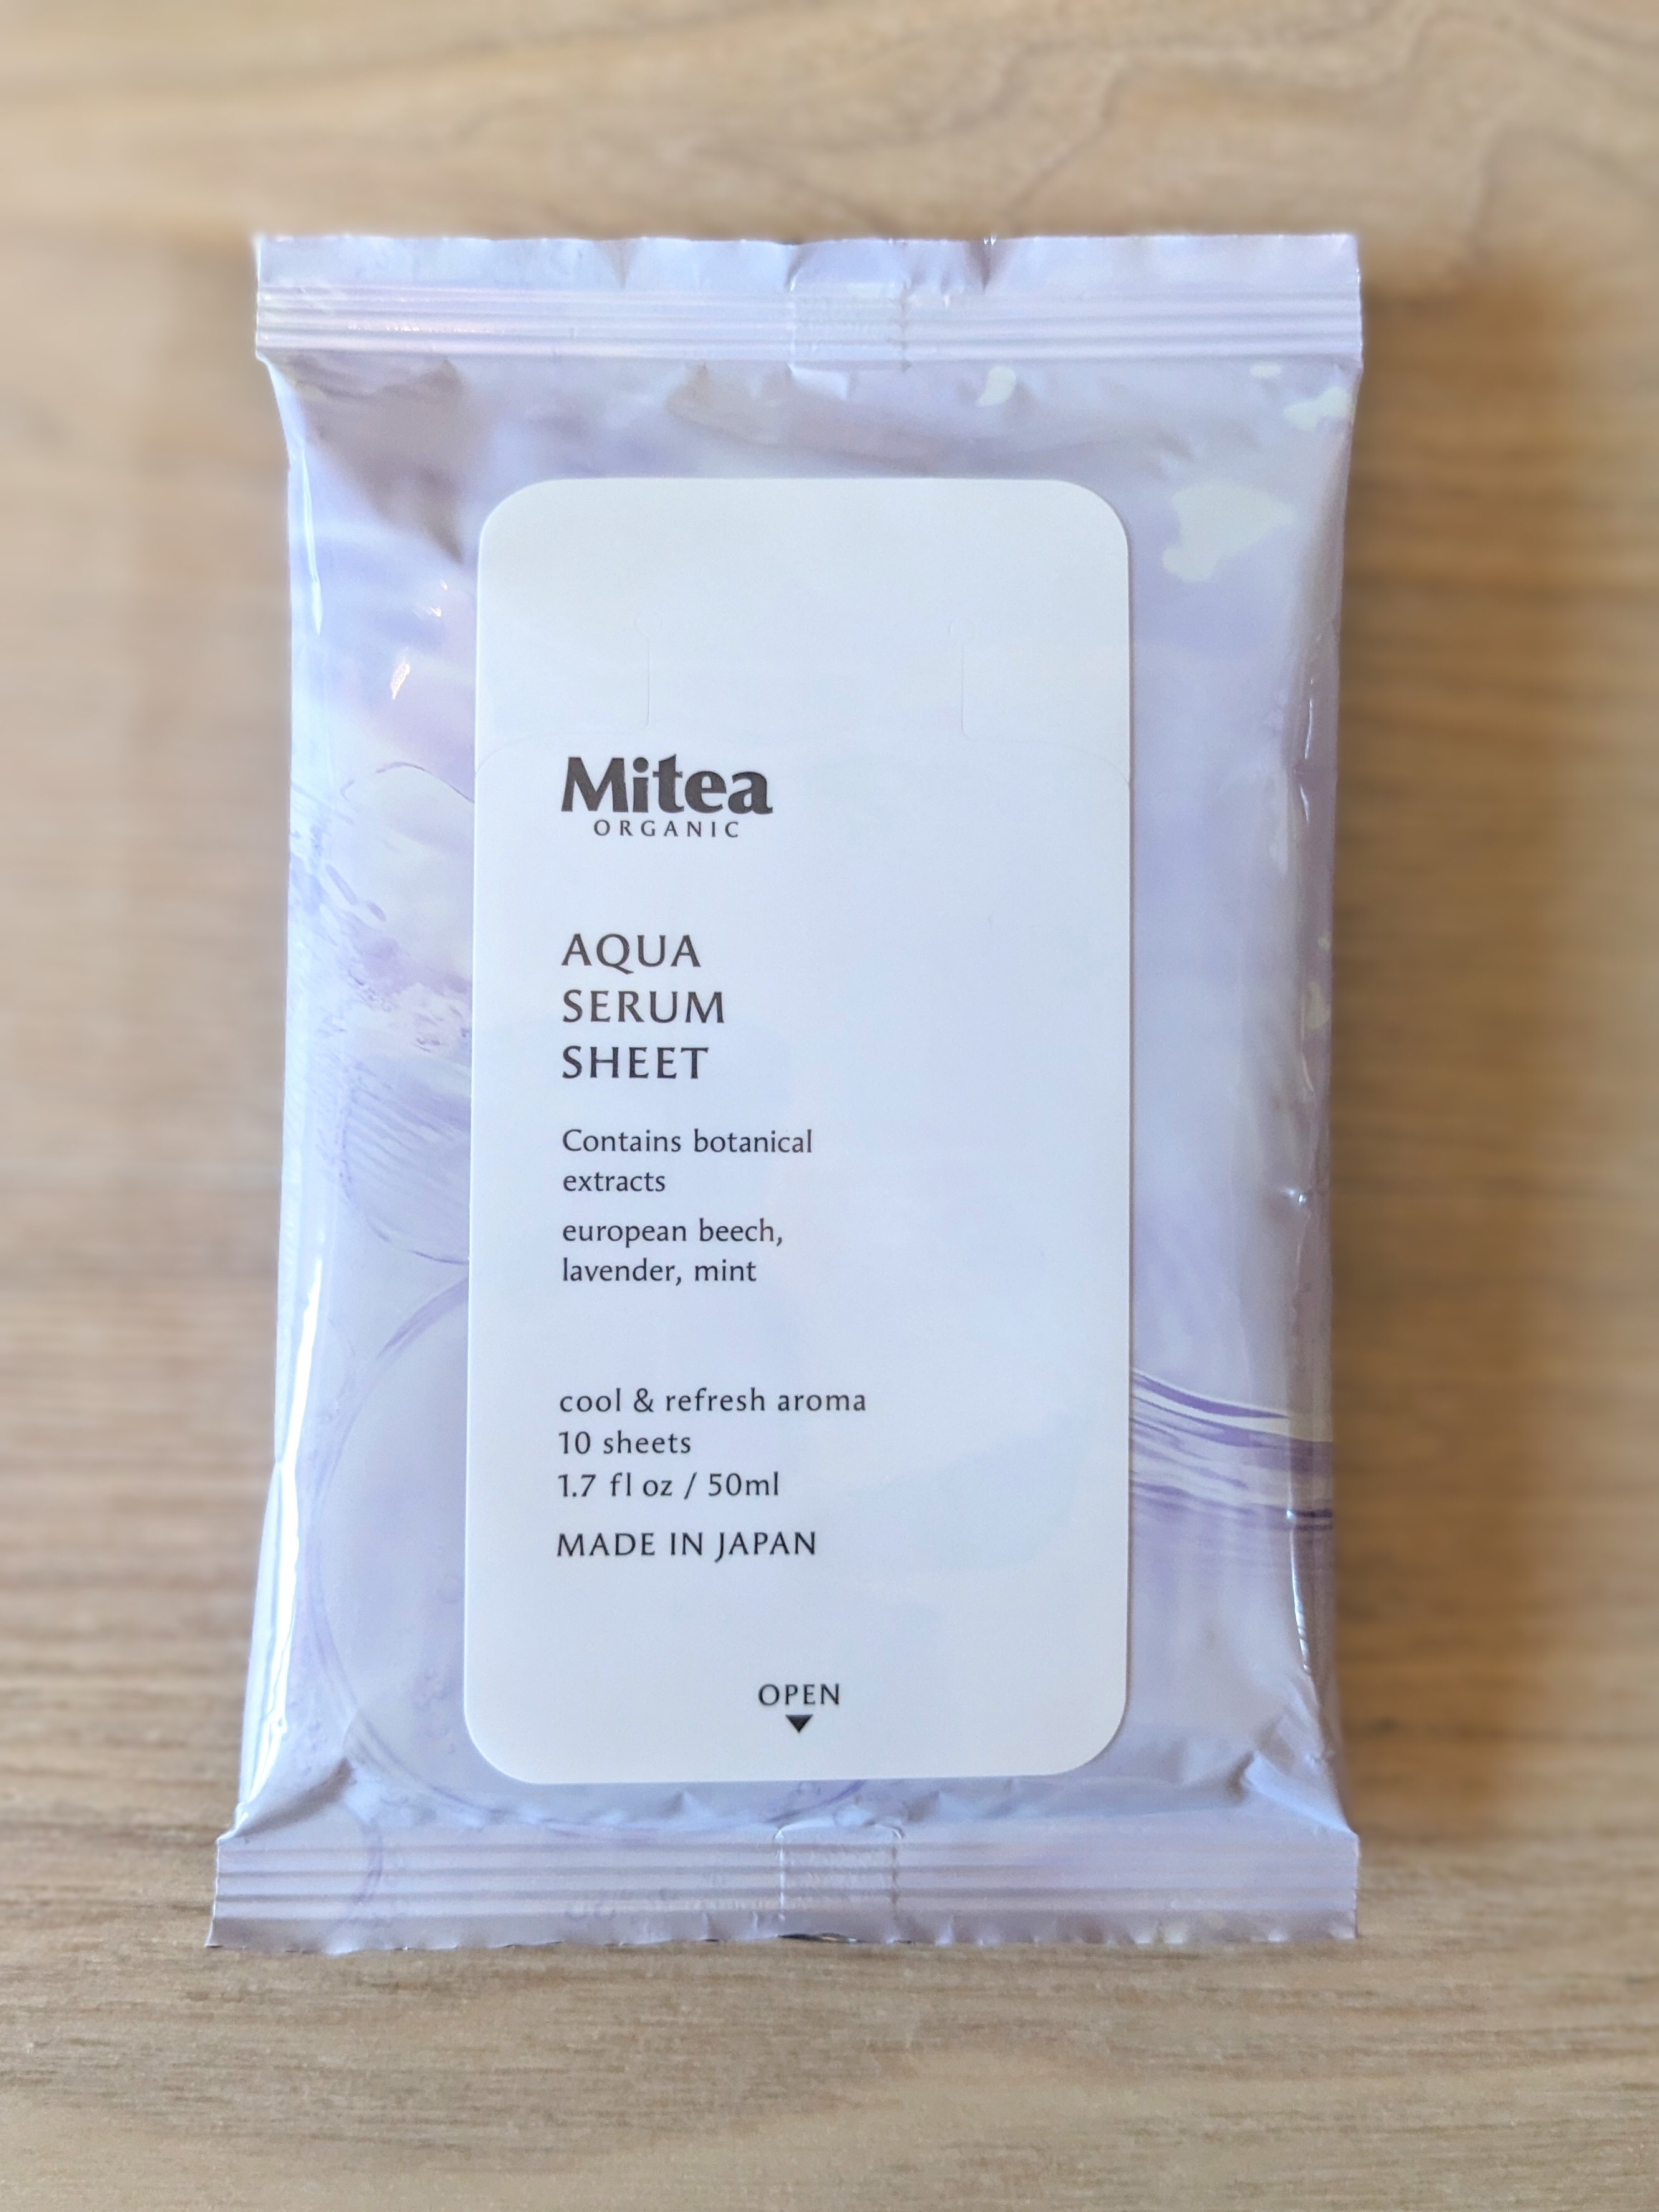 Mitea
ORGANIC
AQUA
SERUM
SHEET
Contains botanical
extracts
european beech,
lavender, mint
cool & refresh aroma
10 sheets
1.7 fl oz / 50ml
MADE IN JAPAN
OPEN